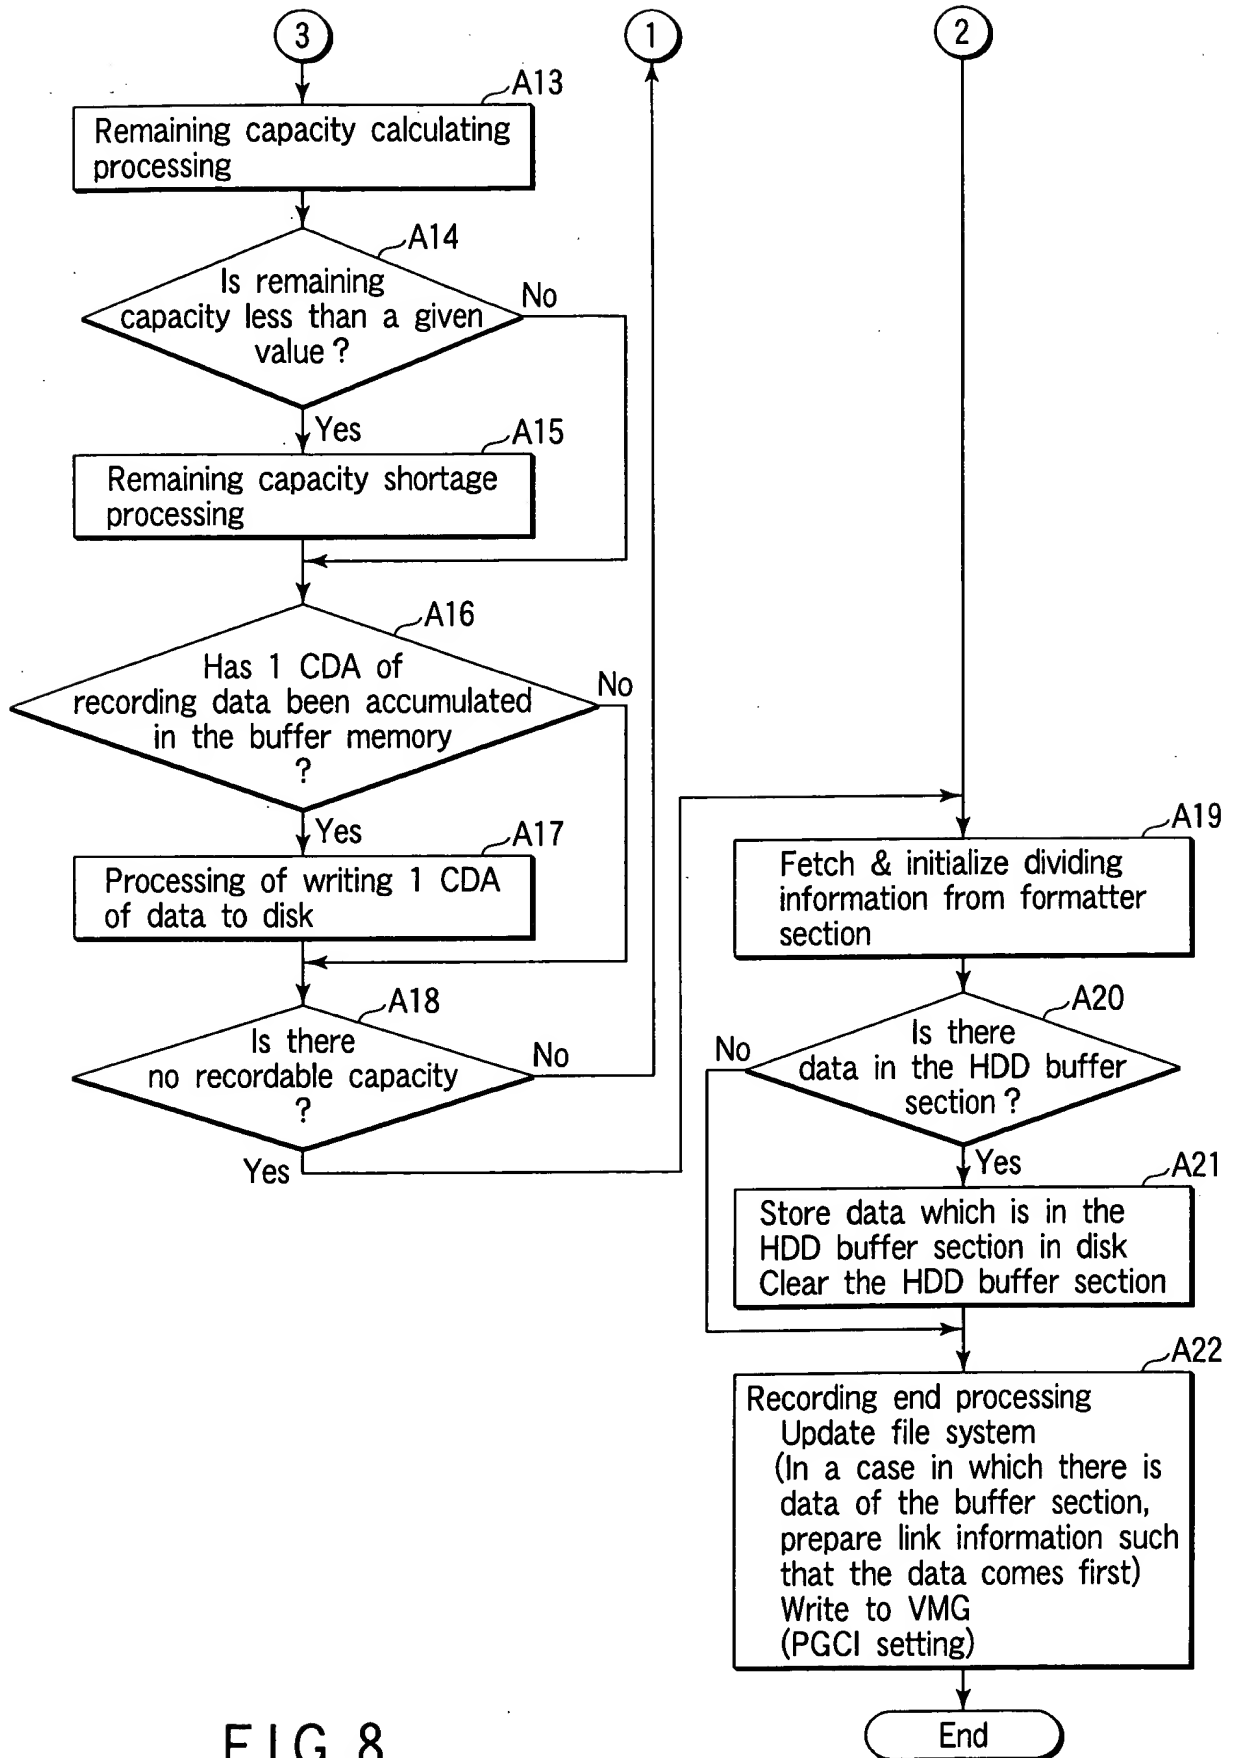 3
1
2
A13
Remaining capacity calculating
processing
A14
Is remaining
capacity less than a given
value ?
No
Yes
A15
Remaining capacity shortage
processing
A16
Has 1 CDA of
recording data been accumulated
in the buffer memory
?
No
Yes
A17
Processing of writing 1 CDA
of data to disk
A18
Is there
no recordable capacity
?
No
Yes
A19
Fetch & initialize dividing
information from formatter
section
A20
Is there
data in the HDD buffer
section ?
No
Yes
A21
Store data which is in the
HDD buffer section in disk
Clear the HDD buffer section
A22
Recording end processing
Update file system
(In a case in which there is
data of the buffer section,
prepare link information such
that the data comes first)
Write to VMG
(PGCI setting)
End
FIG. 8